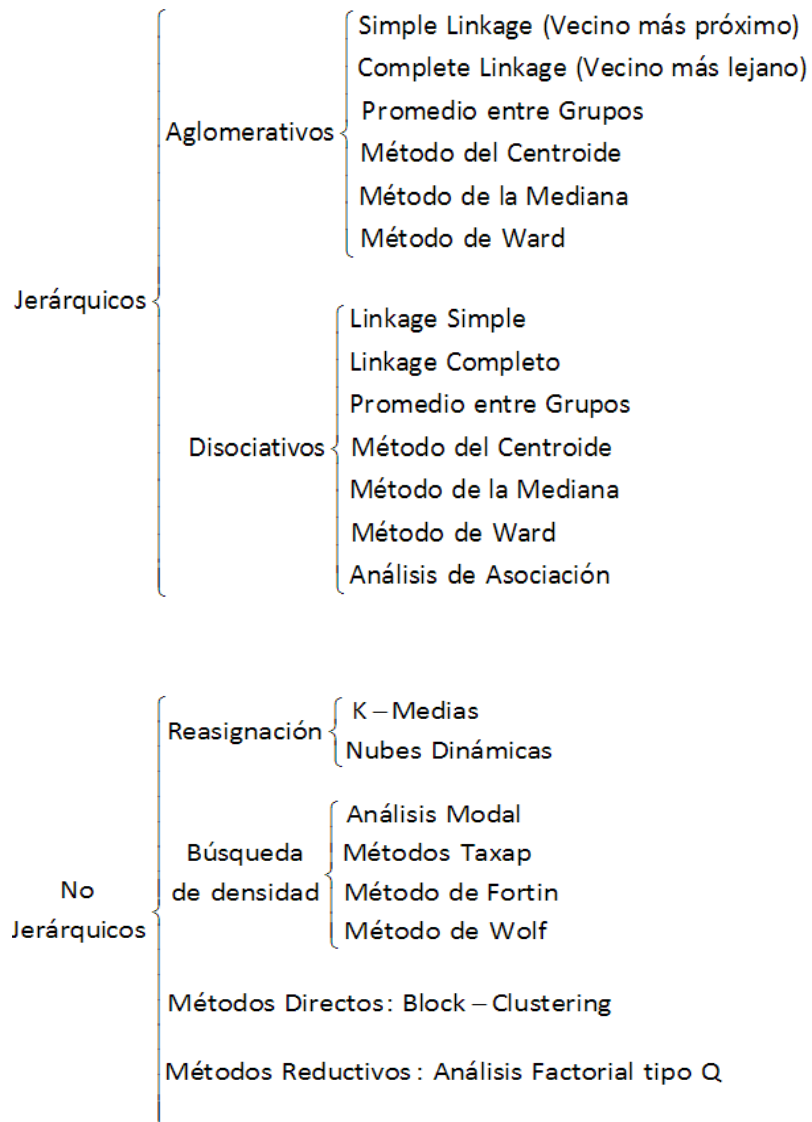 Simple Linkage (Vecino más próximo)
Complete Linkage (Vecino más lejano)
Promedio entre Grupos
Aglomerativos
Método del Centroide
Método de la Mediana
Método de Ward
Jerárquicos
Linkage Simple
Linkage Completo
Promedio entre Grupos
Disociativos
Método del Centroide
Método de la Mediana
Método de Ward
Análisis de Asociación
Reasignación
K – Medias
Nubes Dinámicas
Búsqueda
de densidad
Análisis Modal
Métodos Taxap
Método de Fortin
Método de Wolf
No
Jerárquicos
Métodos Directos: Block – Clustering
Métodos Reductivos: Análisis Factorial tipo Q